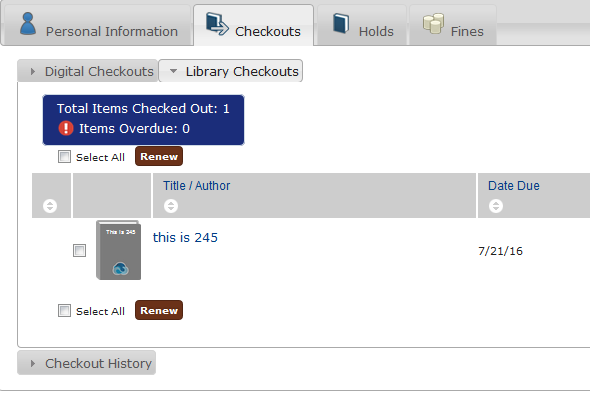 Personal Information Checkouts Holds Fines
Digital Checkouts Library Checkouts
Total Items Checked Out: 1
Items Overdue: 0
Select All Renew
Title / Author Date Due
This is 245
this is 245
7/21/16
Select All Renew
Checkout History